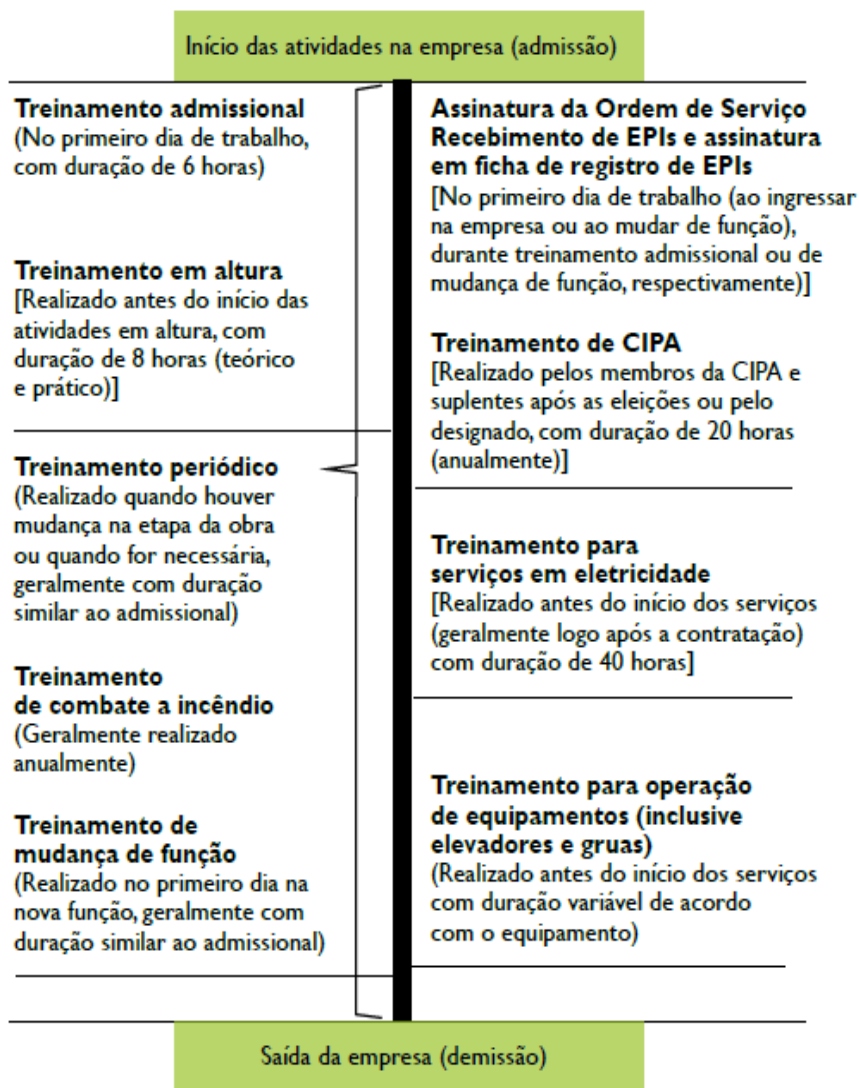 Início das atividades na empresa (admissão)
Treinamento admissional
(No primeiro dia de trabalho,
com duração de 6 horas)
Treinamento em altura
[Realizado antes do início das
atividades em altura, com
duração de 8 horas (teórico
e prático)]
Treinamento periódico
(Realizado quando houver
mudança na etapa da obra
ou quando for necessária,
geralmente com duração
similar ao admissional)
Treinamento
de combate a incêndio
(Geralmente realizado
anualmente)
Treinamento de
mudança de função
(Realizado no primeiro dia na
nova função, geralmente com
duração similar ao admissional)
Assinatura da Ordem de Serviço
Recebimento de EPIs e assinatura
em ficha de registro de EPIs
[No primeiro dia de trabalho (ao ingressar
na empresa ou ao mudar de função),
durante treinamento admissional ou de
mudança de função, respectivamente)]
Treinamento de CIPA
[Realizado pelos membros da CIPA e
suplentes após as eleições ou pelo
designado, com duração de 20 horas
(anualmente)]
Treinamento para
serviços em eletricidade
[Realizado antes do início dos serviços
(geralmente logo após a contratação)
com duração de 40 horas]
Treinamento para operação
de equipamentos (inclusive
elevadores e gruas)
(Realizado antes do início dos serviços
com duração variável de acordo
com o equipamento)
Saída da empresa (demissão)